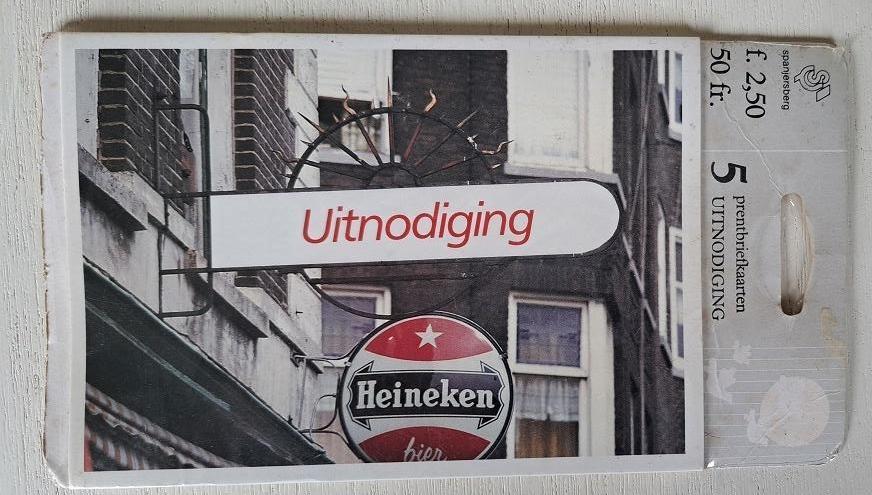 Uitnodiging
Heineken
bier
spanjersberg
f. 2,50
50 fr.
5 prentbriefkaarten
UITNODIGING